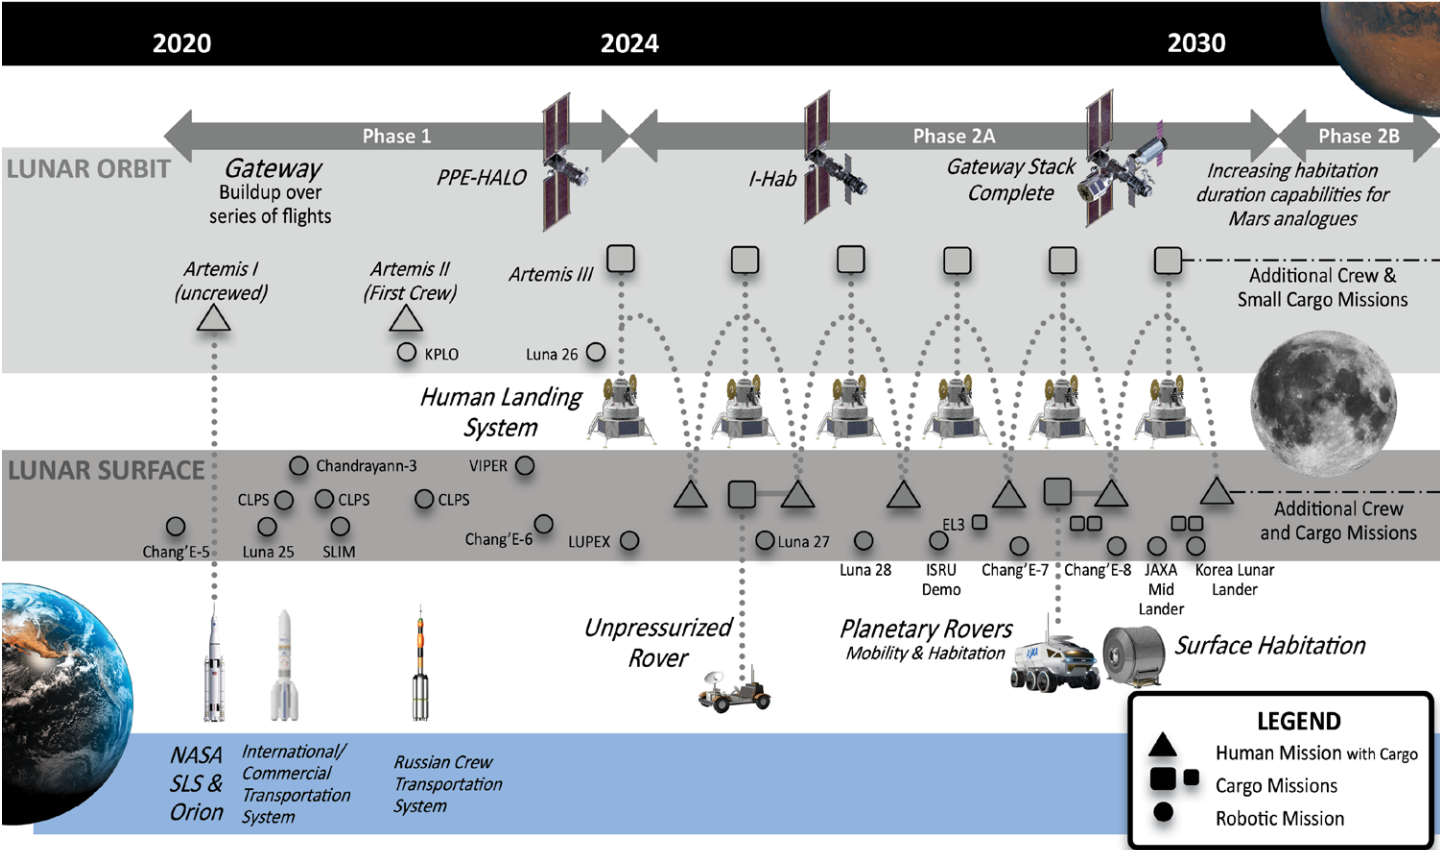 2020
2024
2030
Phase 1
Phase 2A
Phase 2B
LUNAR ORBIT
Gateway
Buildup over
series of flights
PPE-HALO
I-Hab
Gateway Stack
Complete
Increasing habitation
duration capabilities for
Mars analogues
Artemis I
(uncrewed)
Artemis II
(First Crew)
Artemis III
Additional Crew &
Small Cargo Missions
KPLO
Luna 26
Human Landing
System
LUNAR SURFACE
Chandrayann-3
VIPER
CLPS
CLPS
CLPS
Chang'E-5
Luna 25
SLIM
Chang'E-6
LUPEX
Luna 27
EL3
Additional Crew
and Cargo Missions
Luna 28
ISRU
Demo
Chang'E-7
Chang'E-8
JAXA
Mid
Lander
Korea Lunar
Lander
Unpressurized
Rover
Planetary Rovers
Mobility & Habitation
Surface Habitation
NASA
SLS &
Orion
International/
Commercial
Transportation
System
Russian Crew
Transportation
System
LEGEND
Human Mission with Cargo
Cargo Missions
Robotic Mission